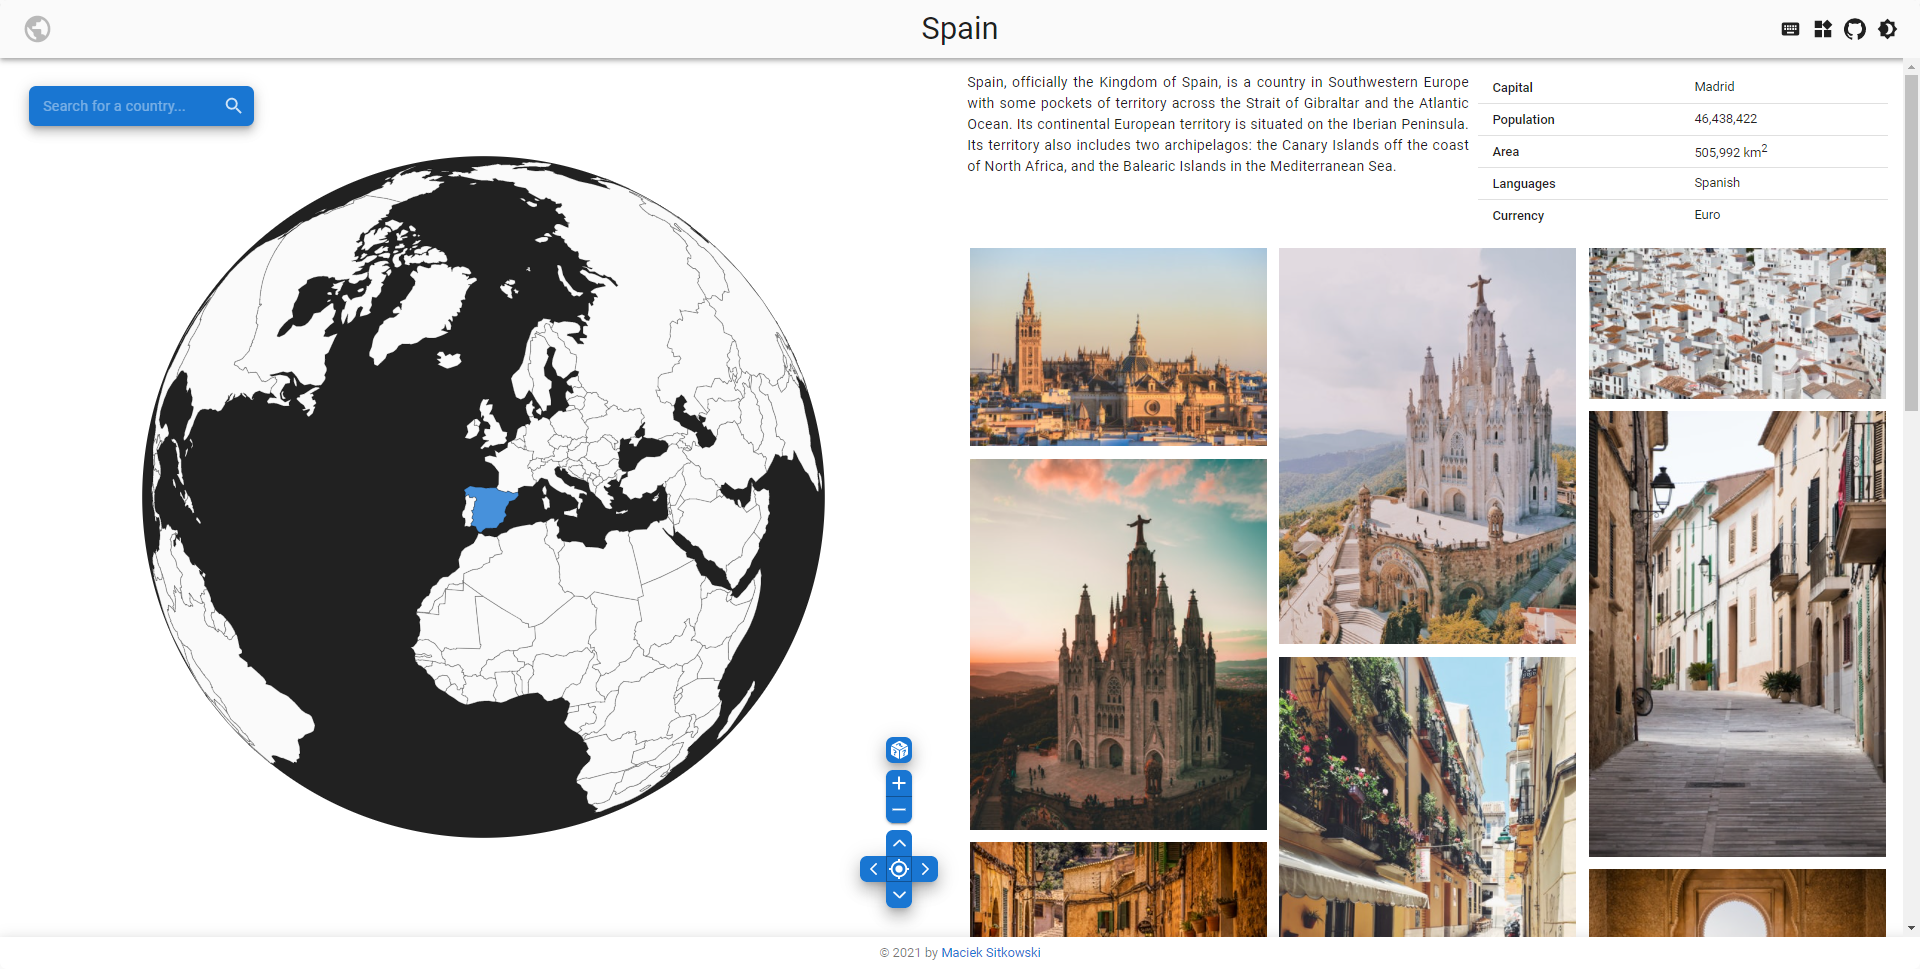 Spain
Search for a country...
Spain, officially the Kingdom of Spain, is a country in Southwestern Europe
with some pockets of territory across the Strait of Gibraltar and the Atlantic
Ocean. Its continental European territory is situated on the Iberian Peninsula.
Its territory also includes two archipelagos: the Canary Islands off the coast
of North Africa, and the Balearic Islands in the Mediterranean Sea.
Capital Madrid
Population 46,438,422
Area 505,992 km²
Languages Spanish
Currency Euro
© 2021 by Maciek Sitkowski